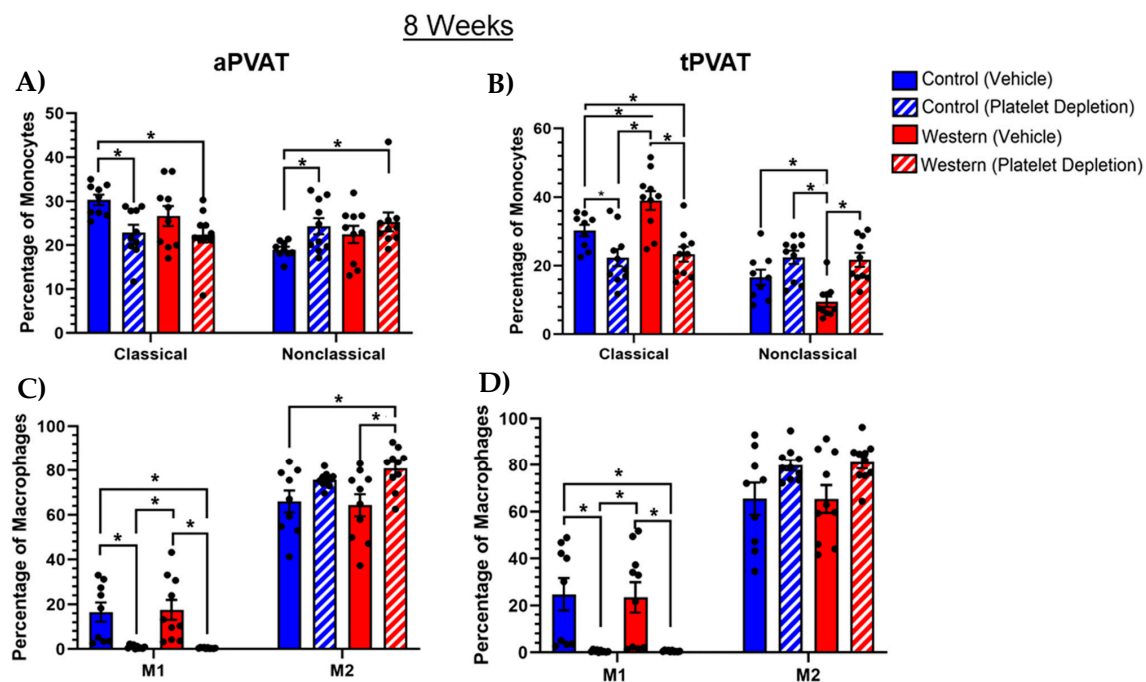 8 Weeks
aPVAT
tPVAT
A)
Percentage of Monocytes
50
40
30
20
10
0
*
*
*
*
Classical
Nonclassical
B)
Percentage of Monocytes
60
40
20
0
*
*
*
*
*
*
*
*
Classical
Nonclassical
Control (Vehicle)
Control (Platelet Depletion)
Western (Vehicle)
Western (Platelet Depletion)
C)
Percentage of Macrophages
100
80
60
40
20
0
*
*
*
*
*
*
M1
M2
D)
Percentage of Macrophages
100
80
60
40
20
0
*
*
*
*
M1
M2